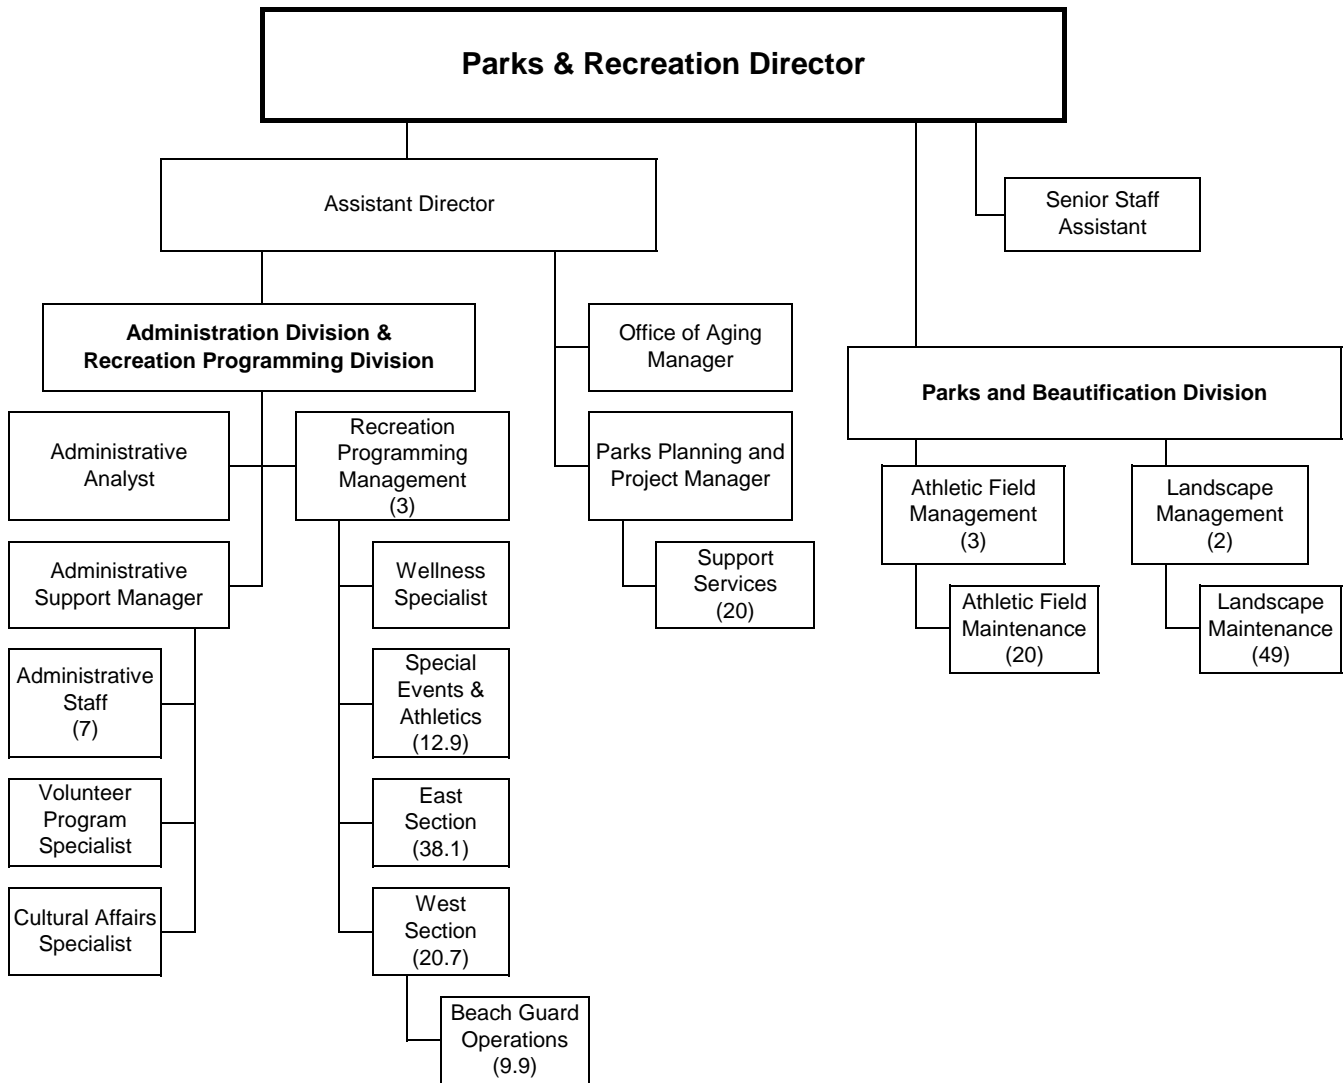 Parks & Recreation Director
Assistant Director
Senior Staff
Assistant
Administration Division &
Recreation Programming Division
Office of Aging
Manager
Parks and Beautification Division
Administrative
Analyst
Recreation
Programming
Management
(3)
Parks Planning and
Project Manager
Athletic Field
Management
(3)
Landscape
Management
(2)
Administrative
Support Manager
Wellness
Specialist
Support
Services
(20)
Athletic Field
Maintenance
(20)
Landscape
Maintenance
(49)
Administrative
Staff
(7)
Special
Events &
Athletics
(12.9)
Volunteer
Program
Specialist
East
Section
(38.1)
Cultural Affairs
Specialist
West
Section
(20.7)
Beach Guard
Operations
(9.9)